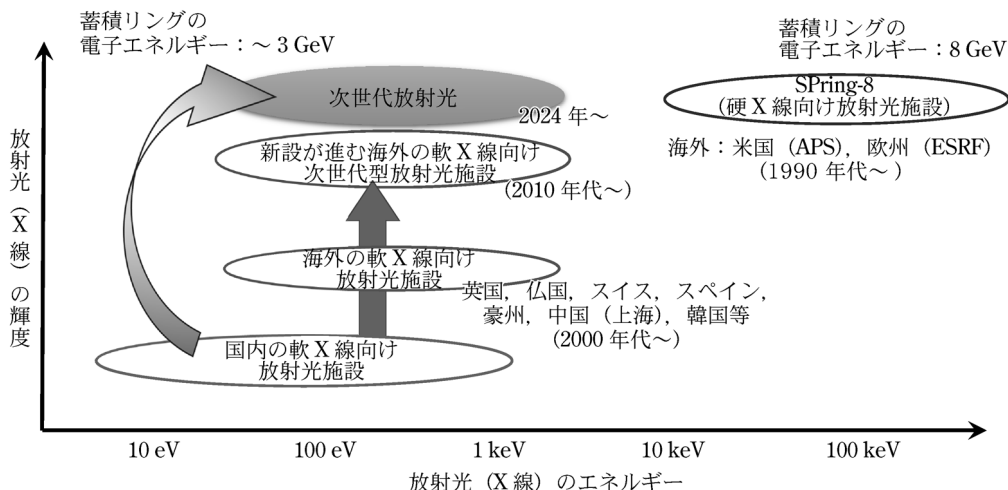 蓄積リングの
電子エネルギー：～ 3 GeV
蓄積リングの
電子エネルギー：8 GeV
次世代放射光
2024 年～
SPring-8
（硬 X 線向け放射光施設）
新設が進む海外の軟 X 線向け
次世代型放射光施設
（2010 年代～）
海外：米国（APS），欧州（ESRF）
（1990 年代～ ）
海外の軟 X 線向け
放射光施設
英国，仏国，スイス，スペイン，
豪州，中国（上海），韓国等
（2000 年代～）
国内の軟 X 線向け
放射光施設
放射光（X 線）の輝度
10 eV 100 eV 1 keV 10 keV 100 keV
放射光（X 線）のエネルギー